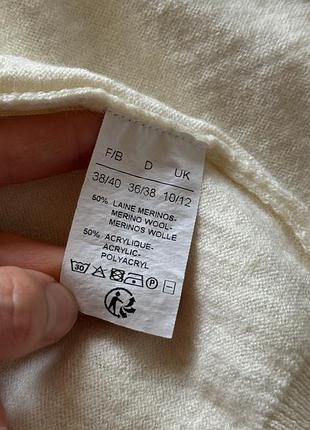 F/B D UK
38/40 36/38 10/12
50% LAINE MERINOS-
MERINO WOOL-
MERINOS WOLLE
50% ACRYLIQUE-
ACRYLIC-
POLYACRYL
30 P